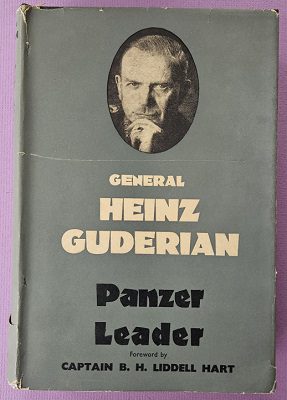 GENERAL
HEINZ
GUDERIAN
Panzer
Leader
Foreword by
CAPTAIN B. H. LIDDELL HART